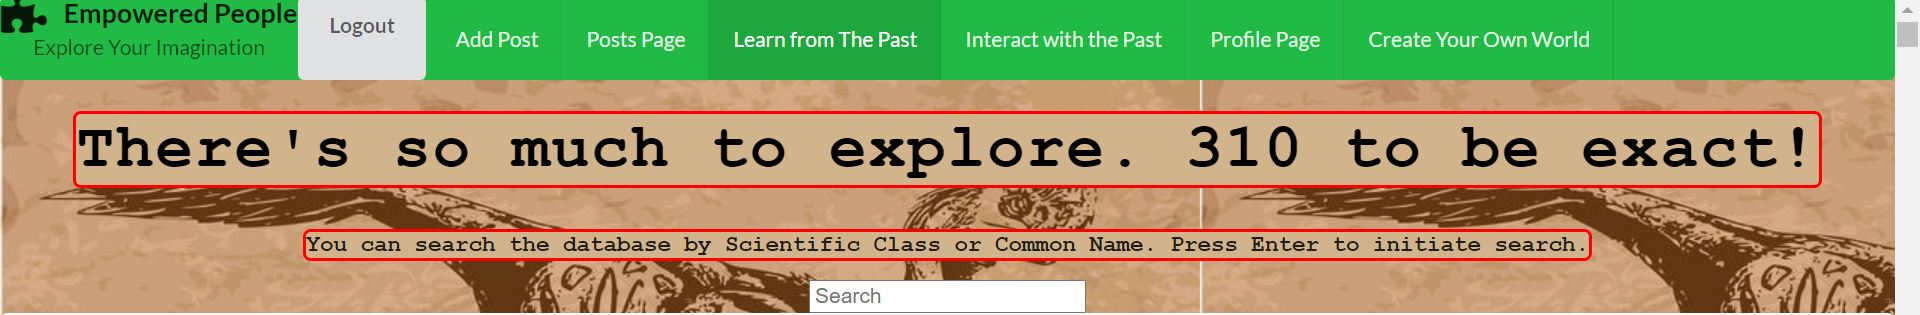 Empowered People
Explore Your Imagination
Logout
Add Post
Posts Page
Learn from The Past
Interact with the Past
Profile Page
Create Your Own World
There's so much to explore. 310 to be exact!
You can search the database by Scientific Class or Common Name. Press Enter to initiate search.
Search